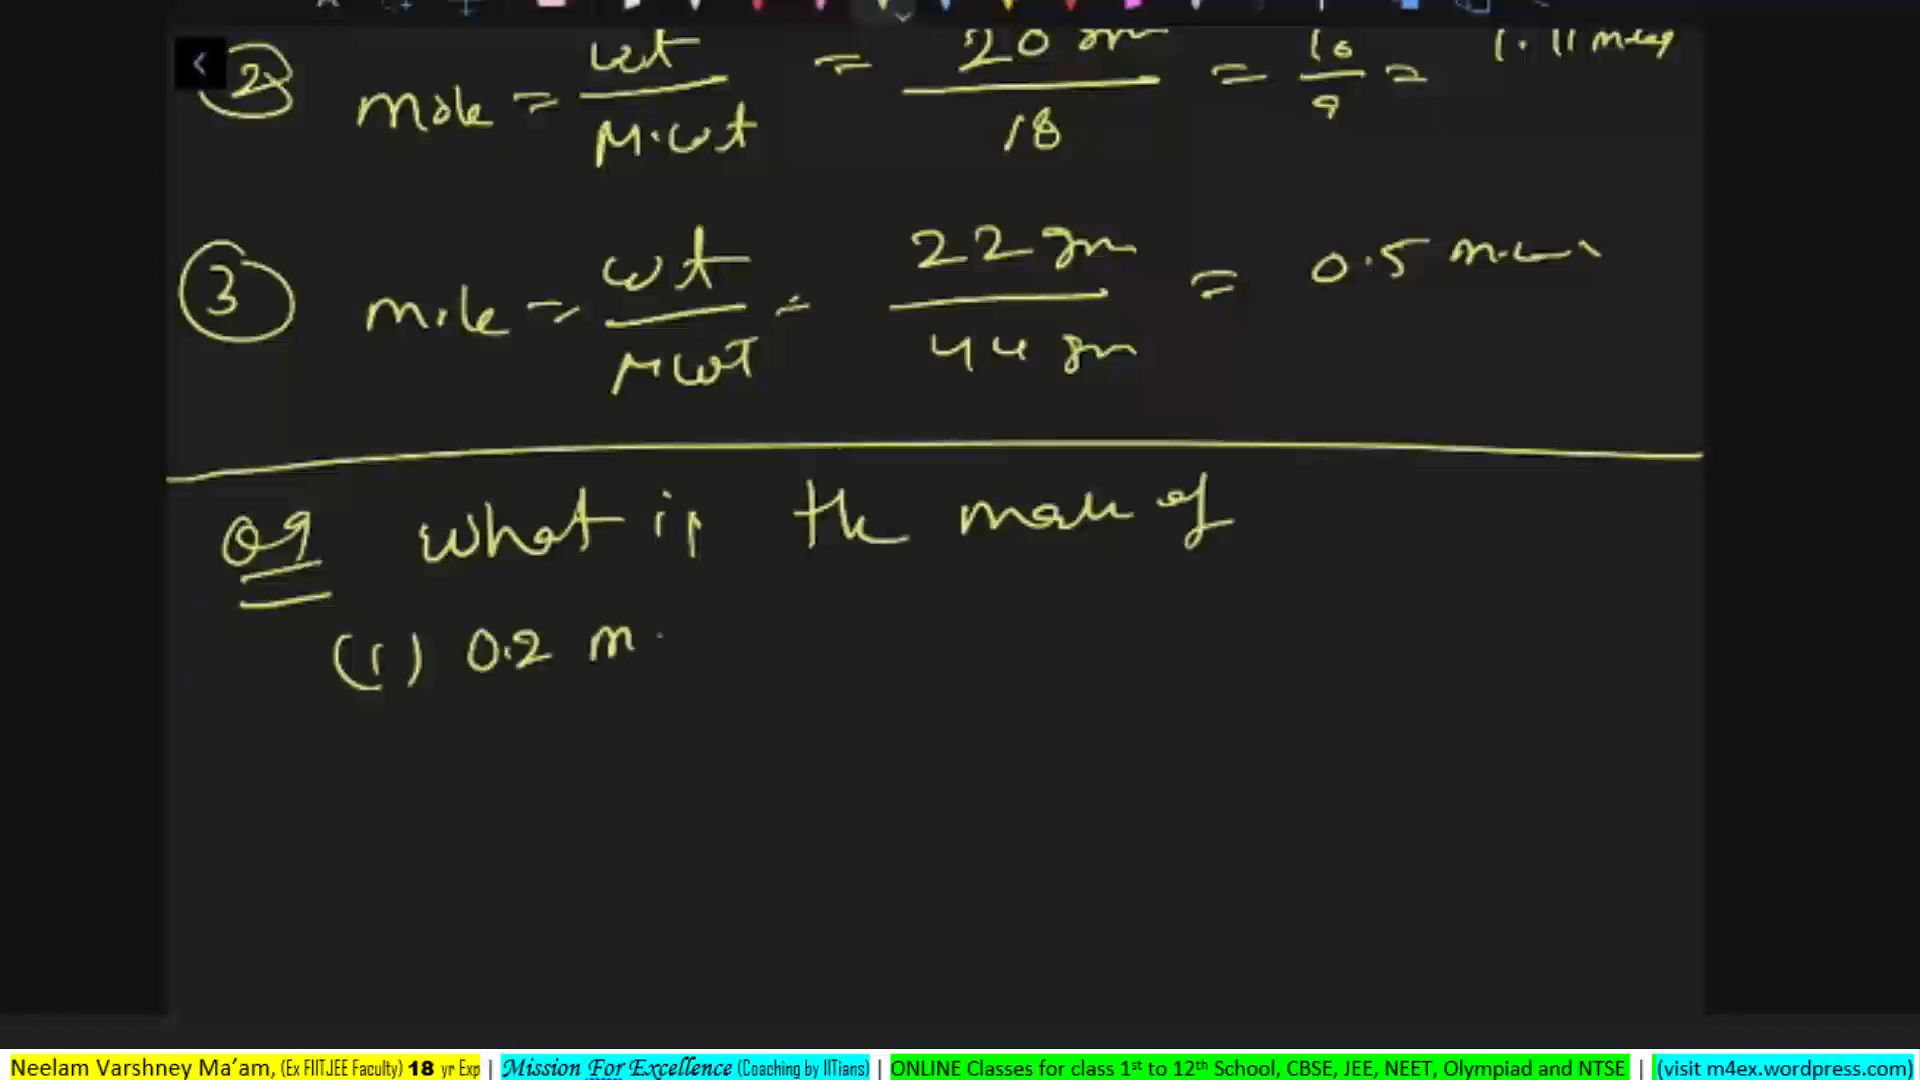 ② mole = wt / M.wt = 20 gm / 18 = 10 / 9 = 1.11 moles
③ mole = wt / M wT = 22 gm / 44 gm = 0.5 moles
Q9 What is the mass of
(1) 0.2 m
Neelam Varshney Ma’am, (Ex FIITJEE Faculty) 18 yr Exp | Mission For Excellence (Coaching by IITians) | ONLINE Classes for class 1st to 12th School, CBSE, JEE, NEET, Olympiad and NTSE | (visit m4ex.wordpress.com)